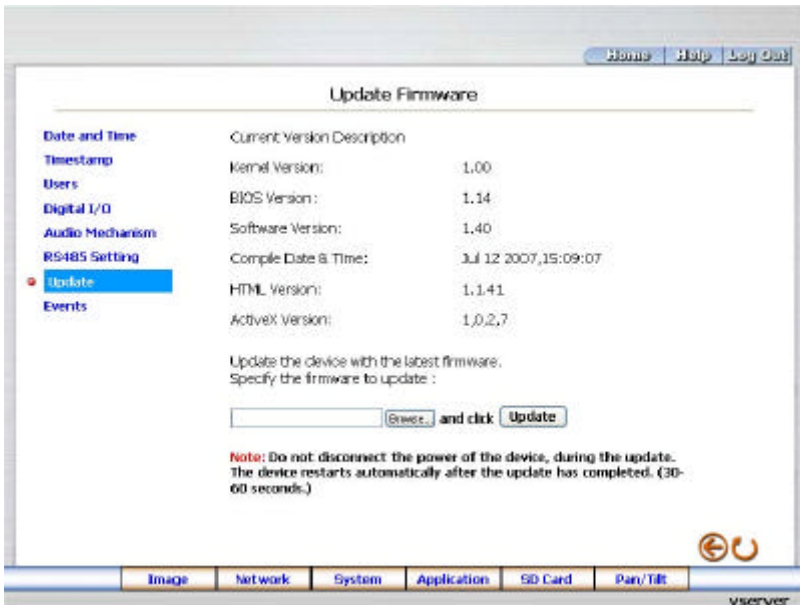 Home Help Log Out
Update Firmware
Date and Time
Timestamp
Users
Digital I/O
Audio Mechanism
RS485 Setting
Update
Events
Current Version Description
Kernel Version: 1.00
BIOS Version: 1.14
Software Version: 1.40
Compile Date & Time: Jul 12 2007,15:09:07
HTML Version: 1.1.41
ActiveX Version: 1,0,2,7
Update the device with the latest firmware.
Specify the firmware to update :
Browse... and click Update
Note: Do not disconnect the power of the device, during the update.
The device restarts automatically after the update has completed. (30-
60 seconds.)
Image Network System Application SD Card Pan/Tilt
vserver